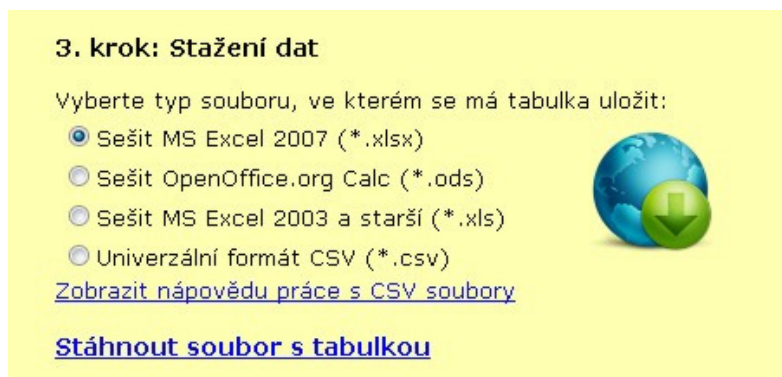 3. krok: Stažení dat
Vyberte typ souboru, ve kterém se má tabulka uložit:
Sešit MS Excel 2007 (*.xlsx)
Sešit OpenOffice.org Calc (*.ods)
Sešit MS Excel 2003 a starší (*.xls)
Univerzální formát CSV (*.csv)
Zobrazit nápovědu práce s CSV soubory
Stáhnout soubor s tabulkou